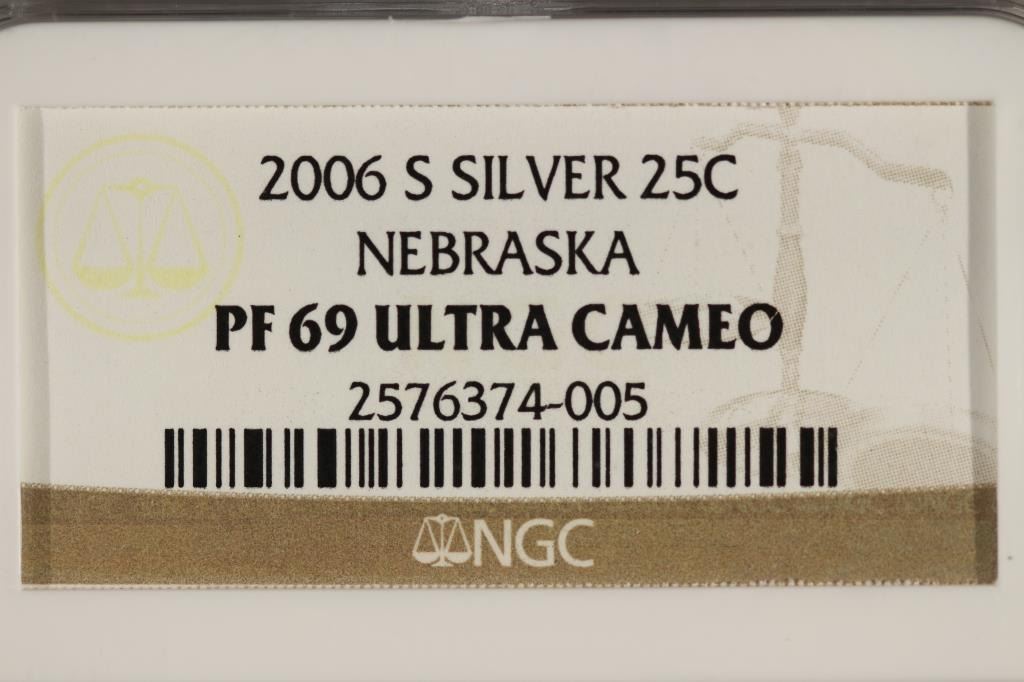 2006 S SILVER 25C
NEBRASKA
PF 69 ULTRA CAMEO
2576374-005
NGC